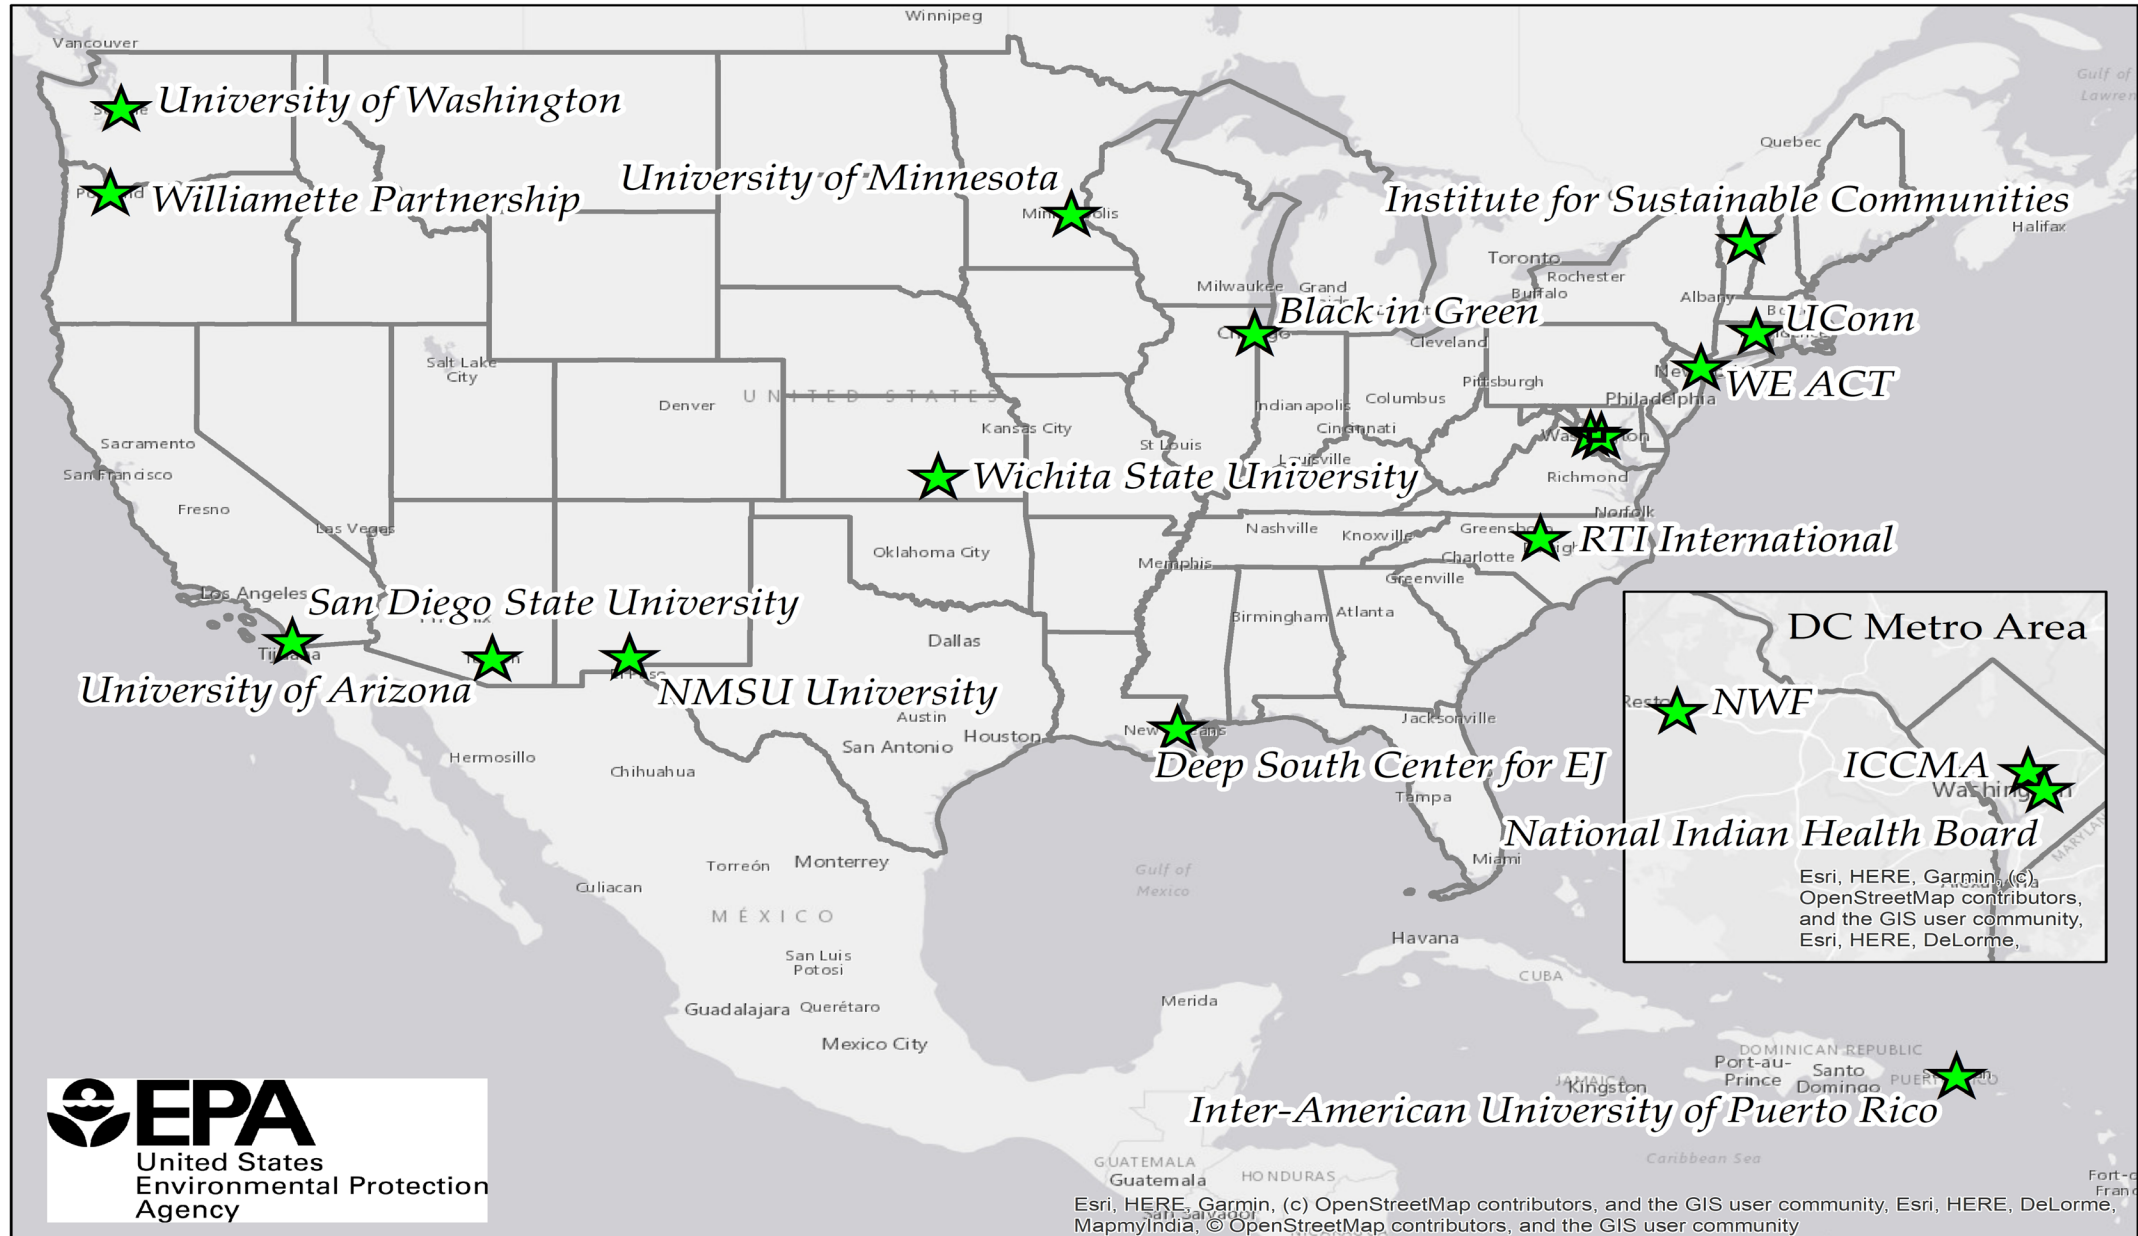 Winnipeg
Vancouver
Gulf of
Quebec
University of Washington
University of Minnesota
Williamette Partnership
Institute for Sustainable Communities
Halifax
Toronto
Rochester
Buffalo
Milwaukee
Grand
Albany
Black in Green
UConn
Cleveland
Salt Lake
City
Pittsburgh
WE ACT
Denver
UNITED STATES
Indianapolis
Columbus
Philadelphia
Kansas City
Cincinnati
Sacramento
St Louis
Louisville
San Francisco
Wichita State University
Richmond
Fresno
Las Vegas
Norfolk
Nashville
Knoxville
RTI International
Oklahoma City
Charlotte
Memphis
Greenville
Los Angeles
San Diego State University
Birmingham
Atlanta
DC Metro Area
Dallas
University of Arizona
NMSU University
NWF
Austin
Jacksonville
San Antonio
Houston
Hermosillo
Chihuahua
Deep South Center for EJ
ICCMA
Tampa
National Indian Health Board
Miami
Torreón
Monterrey
Gulf of
Mexico
Culiacan
Esri, HERE, Garmin, (c)
OpenStreetMap contributors,
and the GIS user community,
Esri, HERE, DeLorme,
MÉXICO
Havana
San Luis
Potosi
CUBA
Merida
Guadalajara
Querétaro
Mexico City
DOMINICAN REPUBLIC
Port-au-
Prince
Santo
Domingo
JAMAICA
Kingston
Inter-American University of Puerto Rico
EPA
United States
Environmental Protection
Agency
GUATEMALA
Guatemala
HONDURAS
Caribbean Sea
Esri, HERE, Garmin, (c) OpenStreetMap contributors, and the GIS user community, Esri, HERE, DeLorme,
MapmyIndia, © OpenStreetMap contributors, and the GIS user community